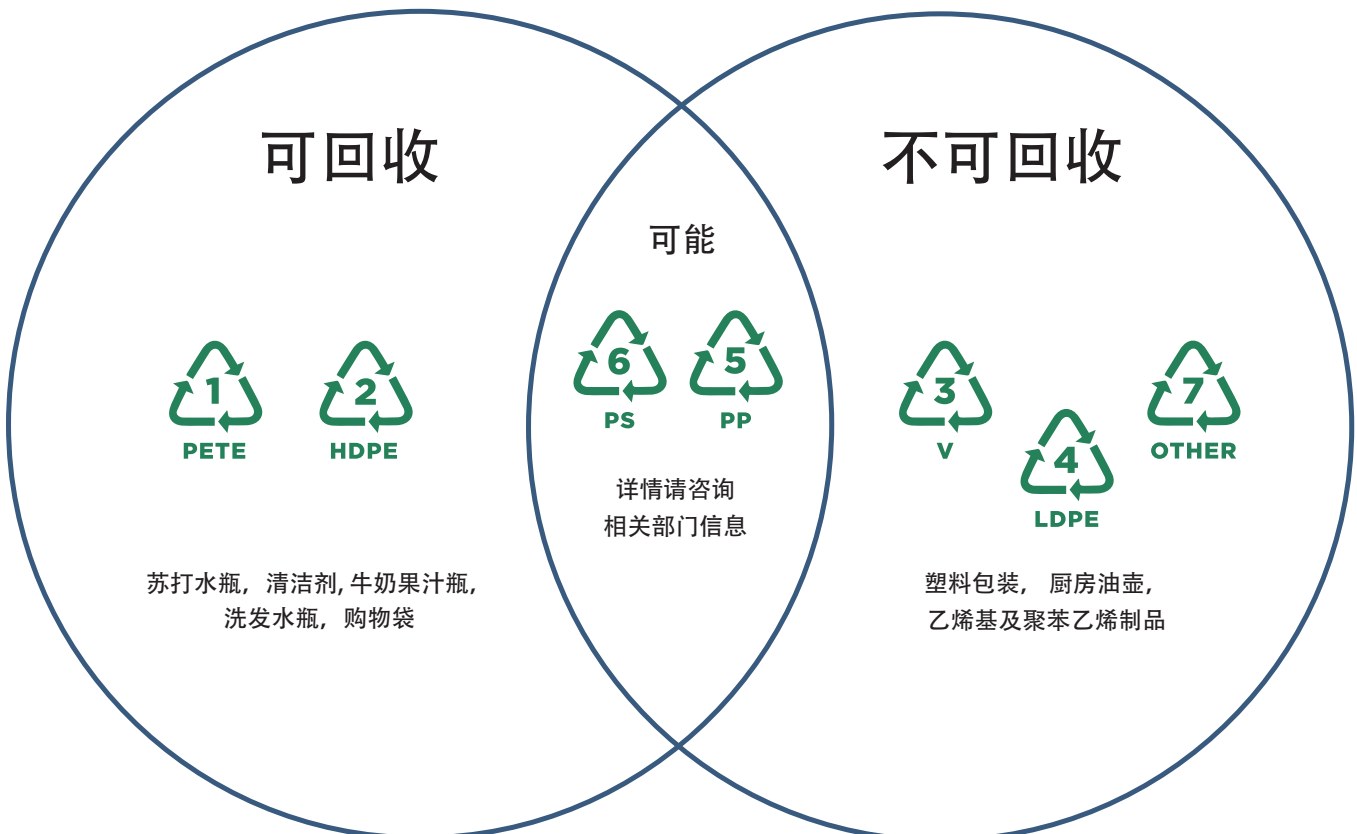 可回收
不可回收
可能
1
PETE
2
HDPE
6
PS
5
PP
3
V
4
LDPE
7
OTHER
详情请咨询
相关部门信息
苏打水瓶, 清洁剂, 牛奶果汁瓶,
洗发水瓶, 购物袋
塑料包装, 厨房油壶,
乙烯基及聚苯乙烯制品